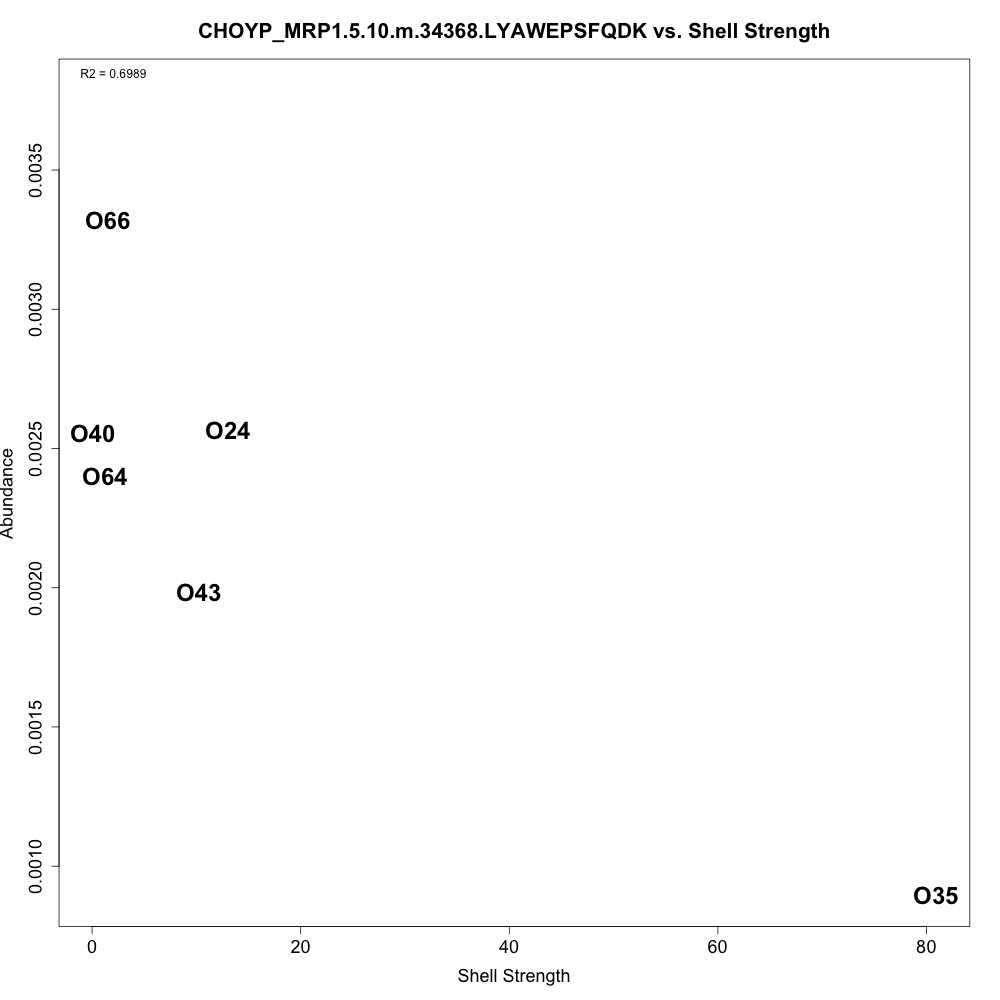 CHOYP_MRP1.5.10.m.34368.LYAWEPSFQDK vs. Shell Strength
R2 = 0.6989
0.0035
O66
0.0030
O40
O24
0.0025
O64
Abundance
0.0020
O43
0.0015
0.0010
O35
0 20 40 60 80
Shell Strength